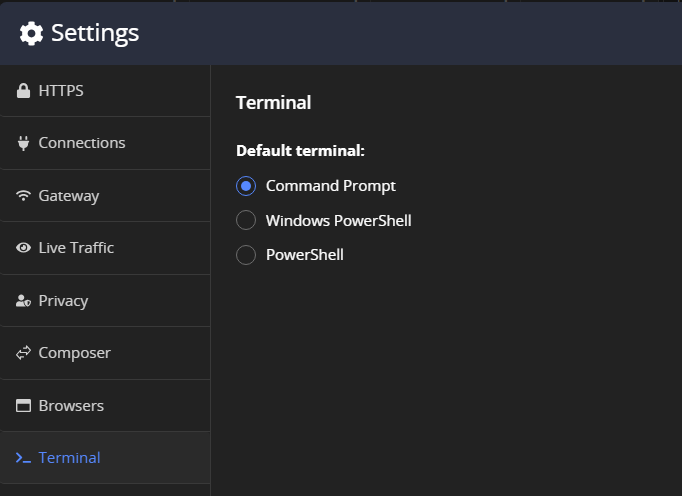 Settings
HTTPS
Connections
Gateway
Live Traffic
Privacy
Composer
Browsers
Terminal
Terminal
Default terminal:
Command Prompt
Windows PowerShell
PowerShell